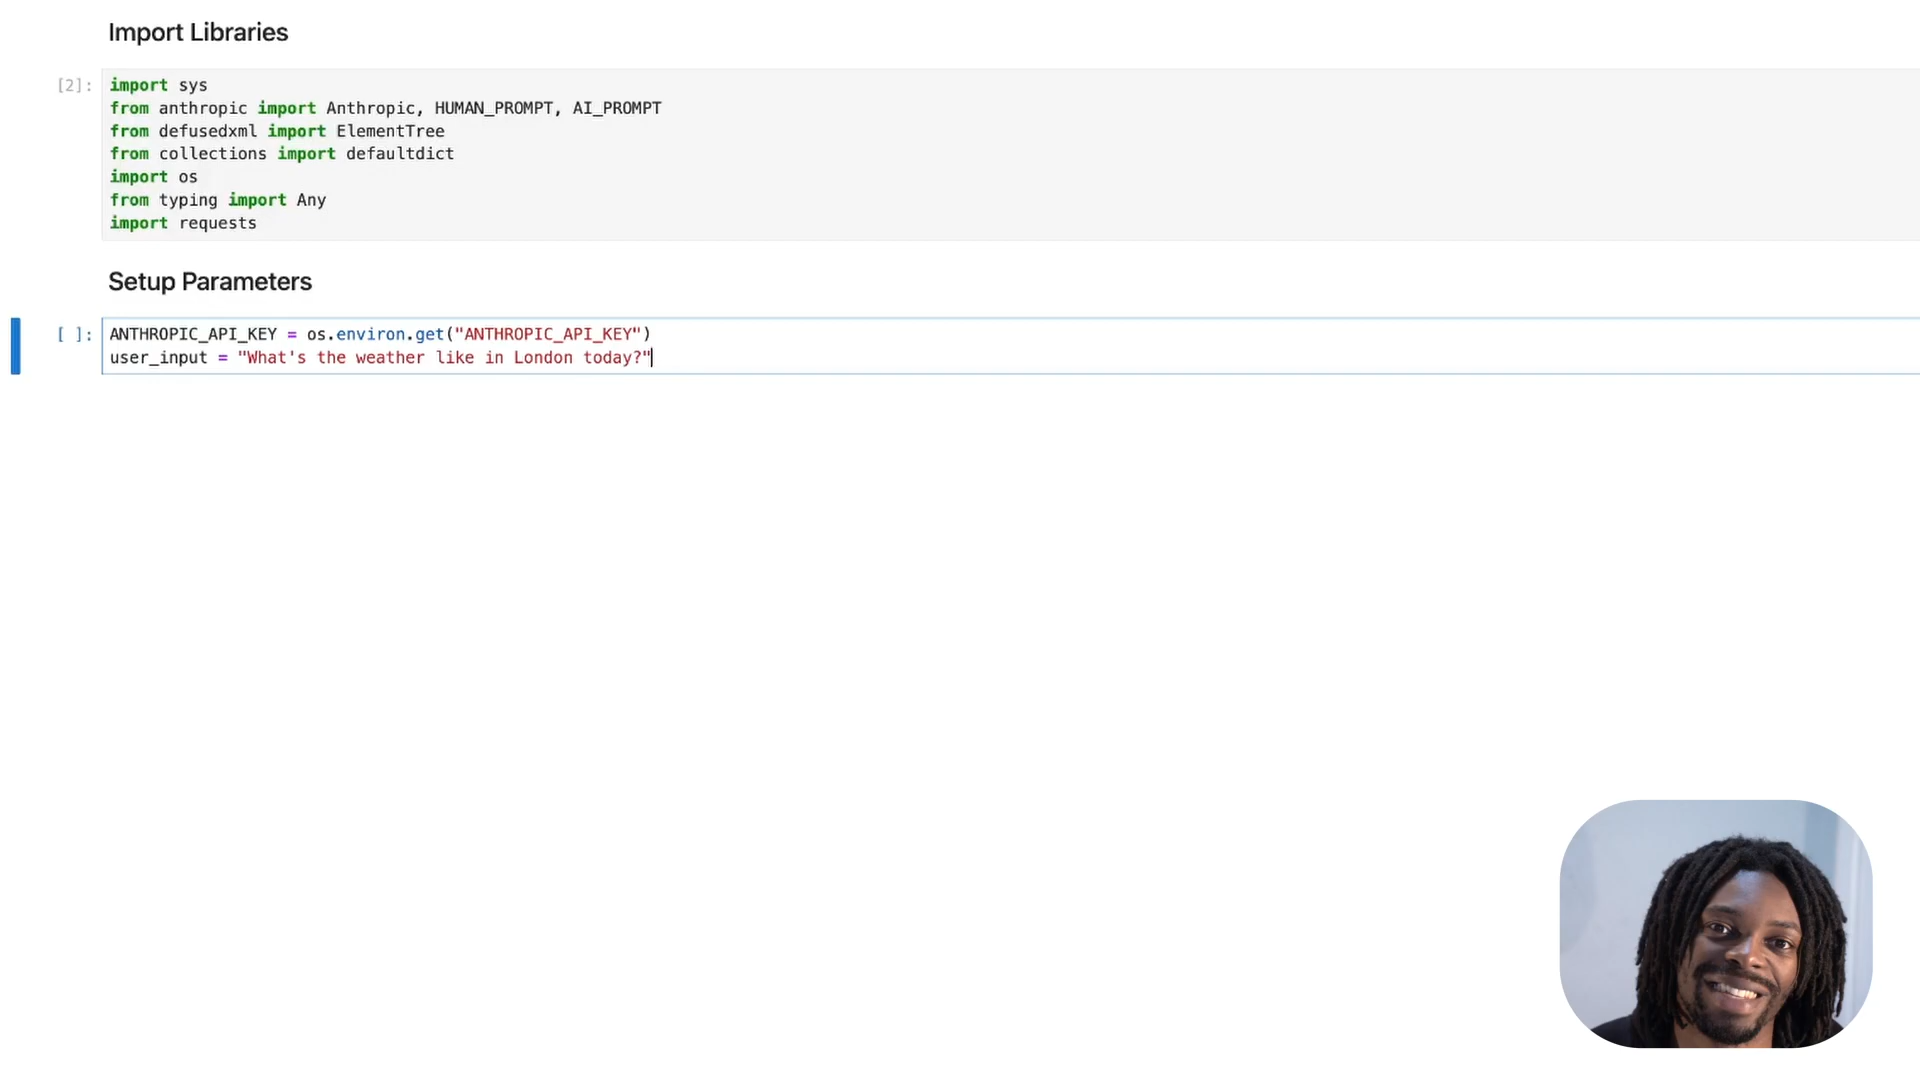 Import Libraries
[2]:
import sys
from anthropic import Anthropic, HUMAN_PROMPT, AI_PROMPT
from defusedxml import ElementTree
from collections import defaultdict
import os
from typing import Any
import requests
Setup Parameters
[ ]:
ANTHROPIC_API_KEY = os.environ.get("ANTHROPIC_API_KEY")
user_input = "What's the weather like in London today?"